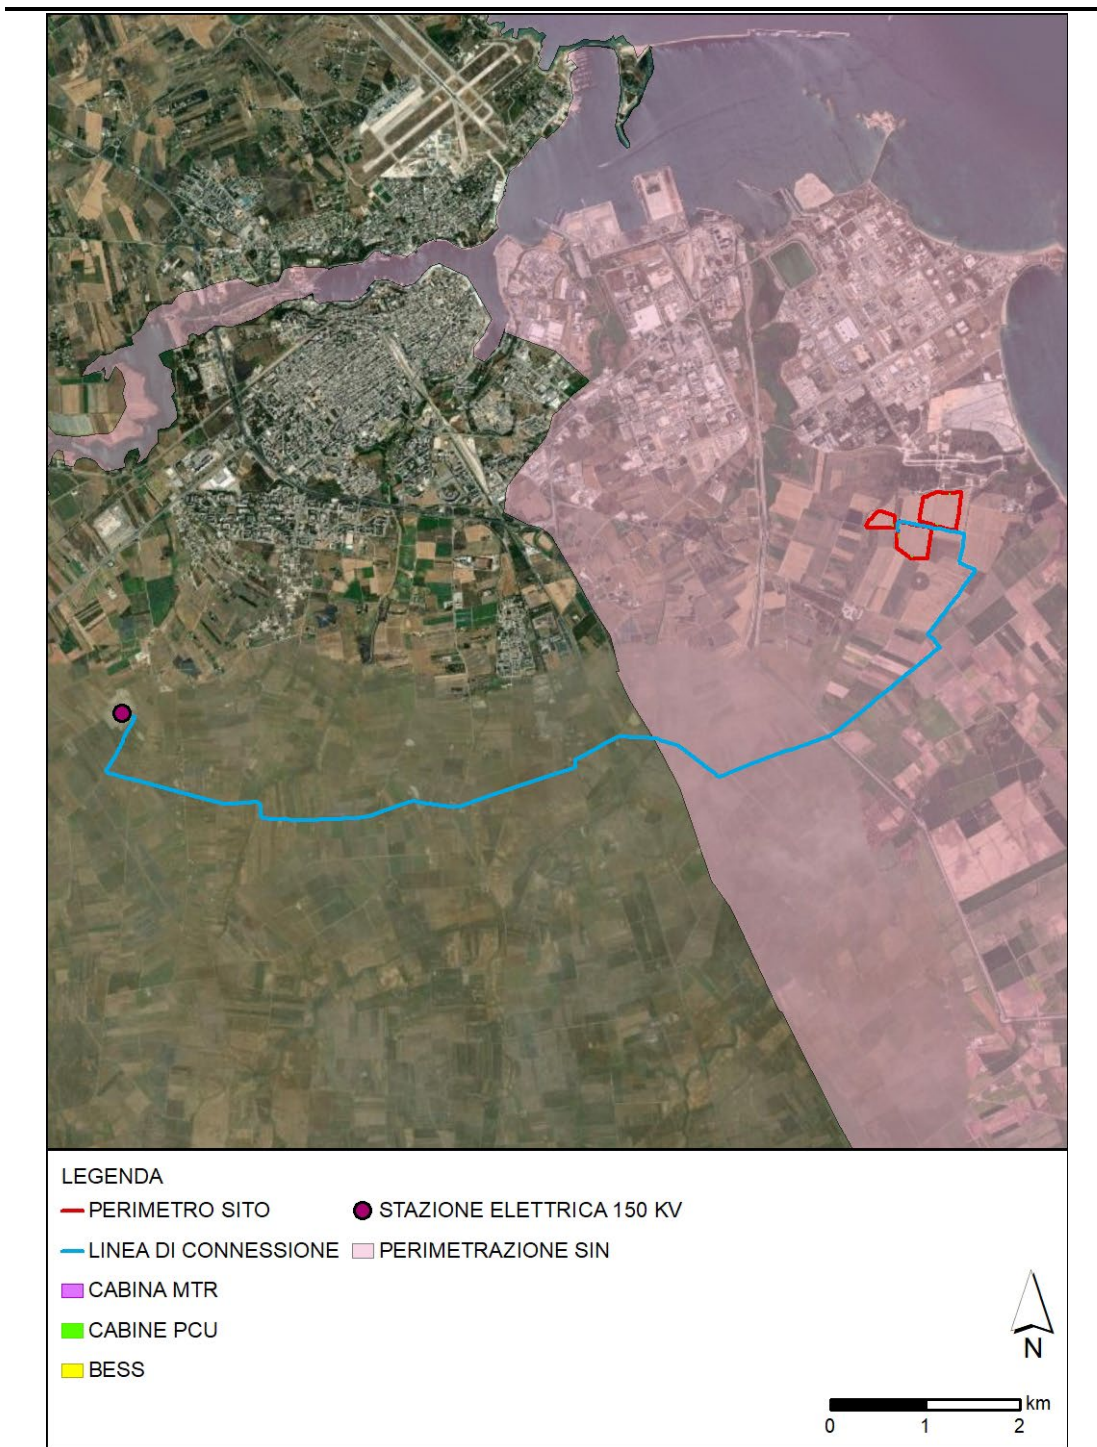 LEGENDA
PERIMETRO SITO
STAZIONE ELETTRICA 150 KV
LINEA DI CONNESSIONE
PERIMETRAZIONE SIN
CABINA MTR
CABINE PCU
BESS
N
km
0 1 2